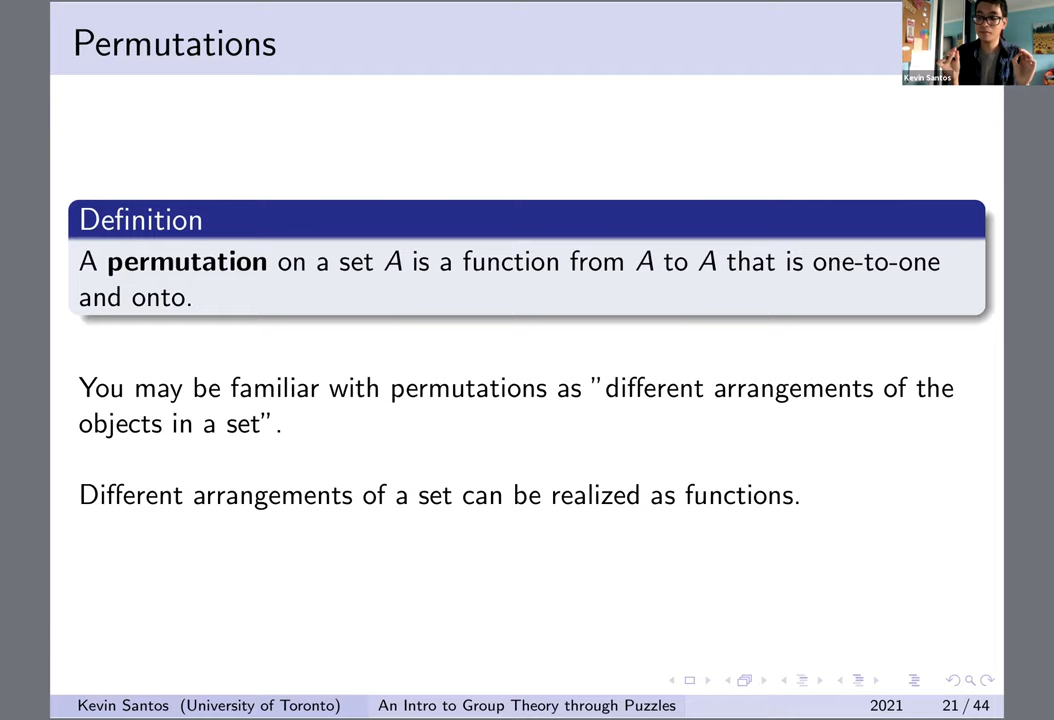 Permutations
Kevin Santos
Definition
A permutation on a set A is a function from A to A that is one-to-one
and onto.
You may be familiar with permutations as ”different arrangements of the
objects in a set”.
Different arrangements of a set can be realized as functions.
Kevin Santos (University of Toronto) An Intro to Group Theory through Puzzles 2021 21 / 44